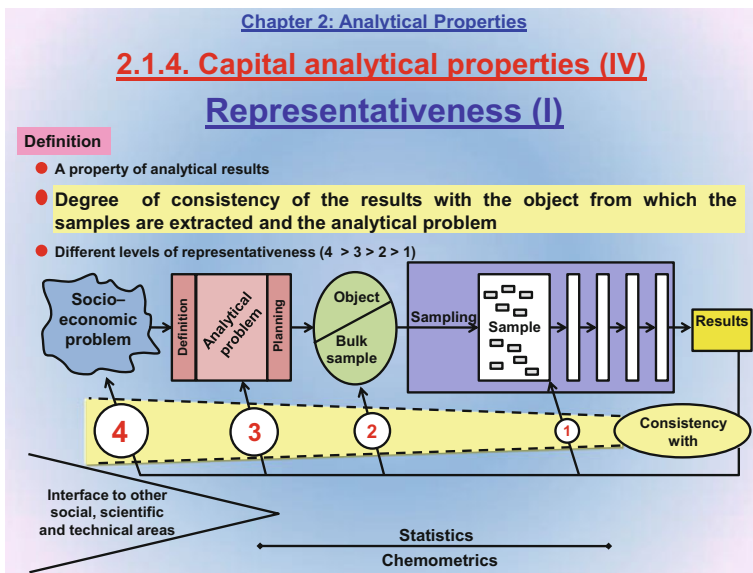 Chapter 2: Analytical Properties
2.1.4. Capital analytical properties (IV)
Representativeness (I)
Definition
A property of analytical results
Degree of consistency of the results with the object from which the
samples are extracted and the analytical problem
Different levels of representativeness (4 > 3 > 2 > 1)
Socio–
economic
problem
Definition
Analytical
problem
Planning
Object
Bulk
sample
Sampling
Sample
Results
4
3
2
1
Consistency
with
Interface to other
social, scientific
and technical areas
Statistics
Chemometrics